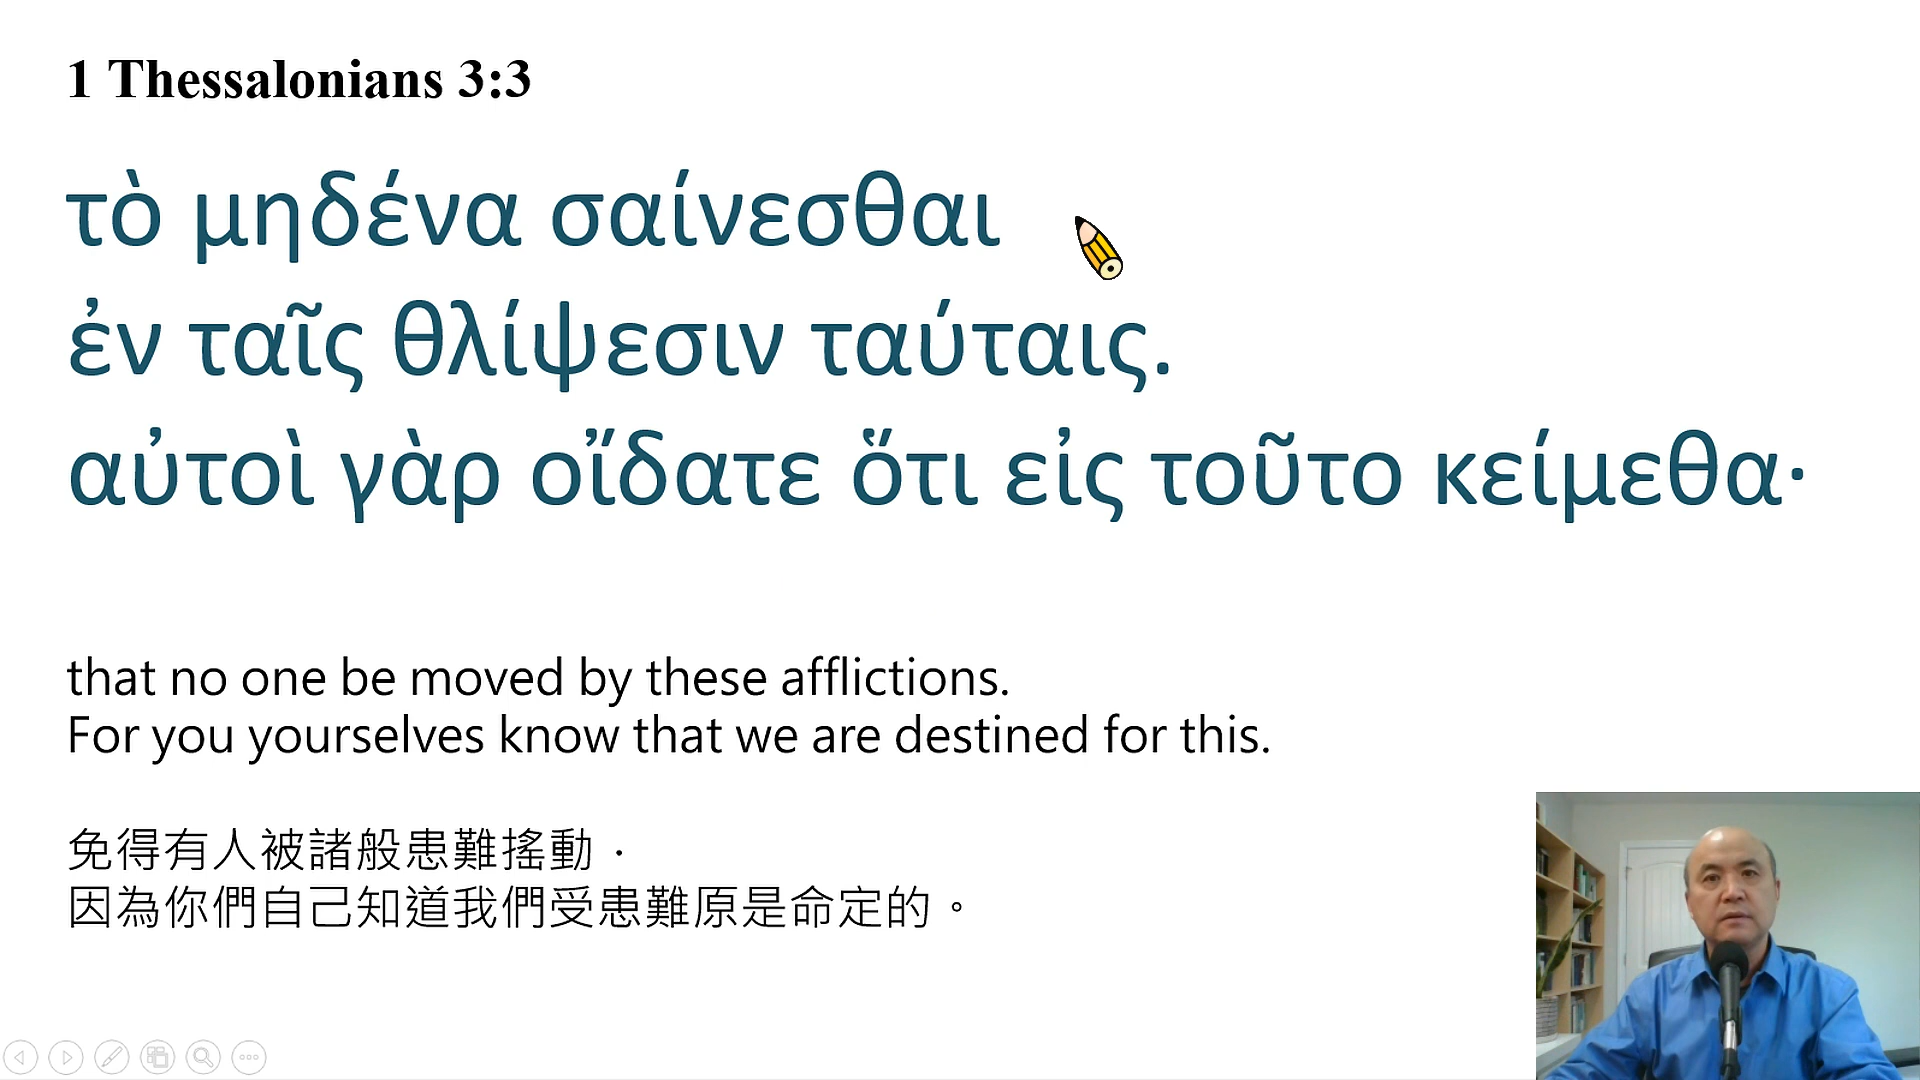 1 Thessalonians 3:3
τὸ μηδένα σαίνεσθαι
ἐν ταῖς θλίψεσιν ταύταις.
αὐτοὶ γὰρ οἴδατε ὅτι εἰς τοῦτο κείμεθα·
that no one be moved by these afflictions.
For you yourselves know that we are destined for this.
免得有人被諸般患難搖動．
因為你們自己知道我們受患難原是命定的。